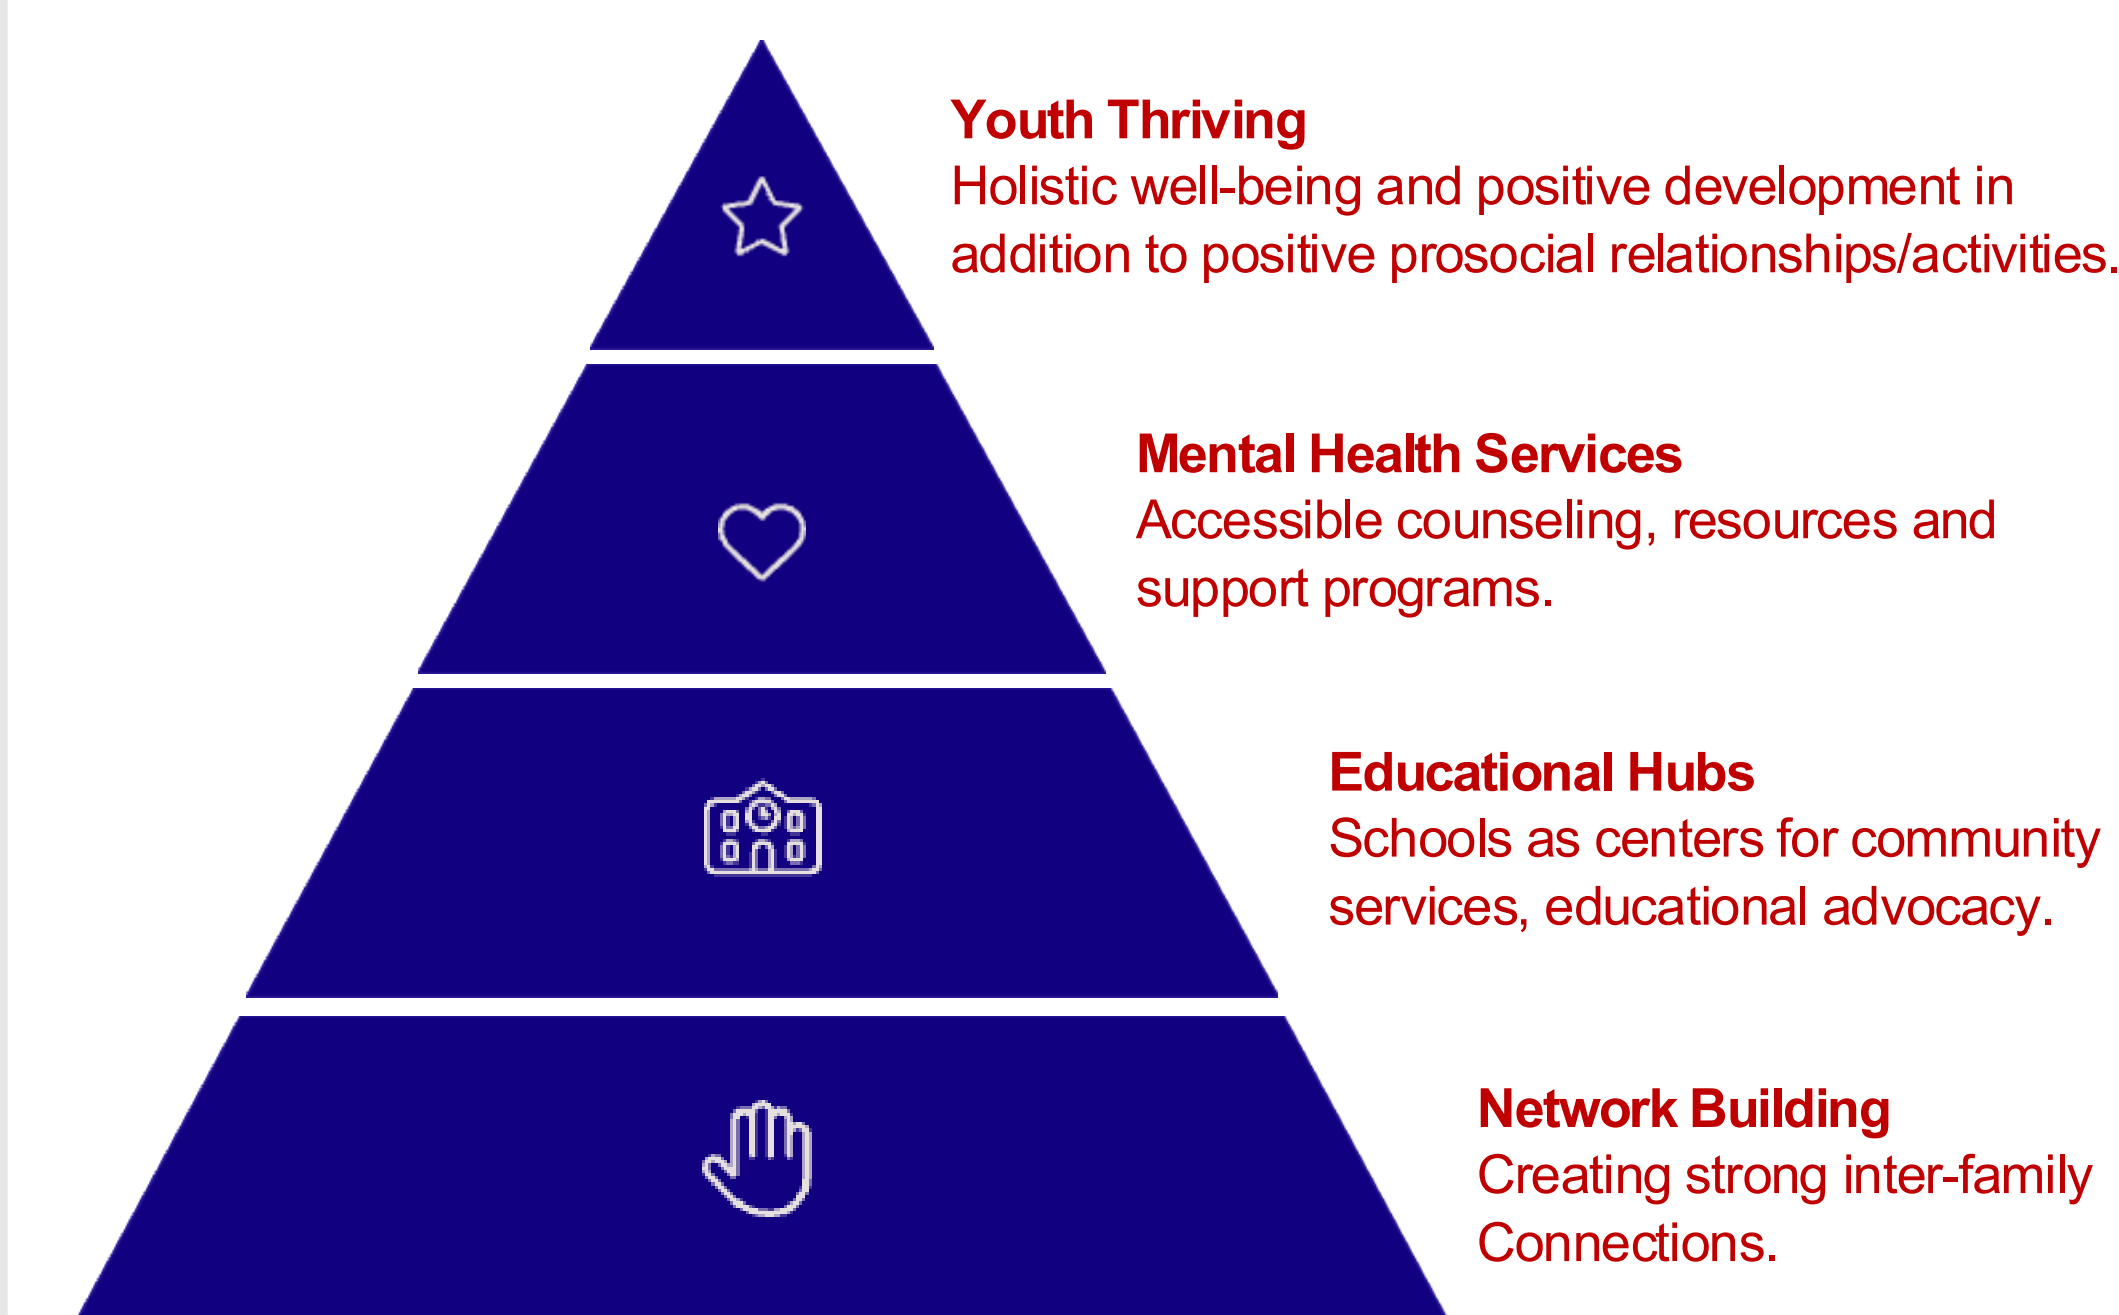 Youth Thriving
Holistic well-being and positive development in
addition to positive prosocial relationships/activities.
Mental Health Services
Accessible counseling, resources and
support programs.
Educational Hubs
Schools as centers for community
services, educational advocacy.
Network Building
Creating strong inter-family
Connections.